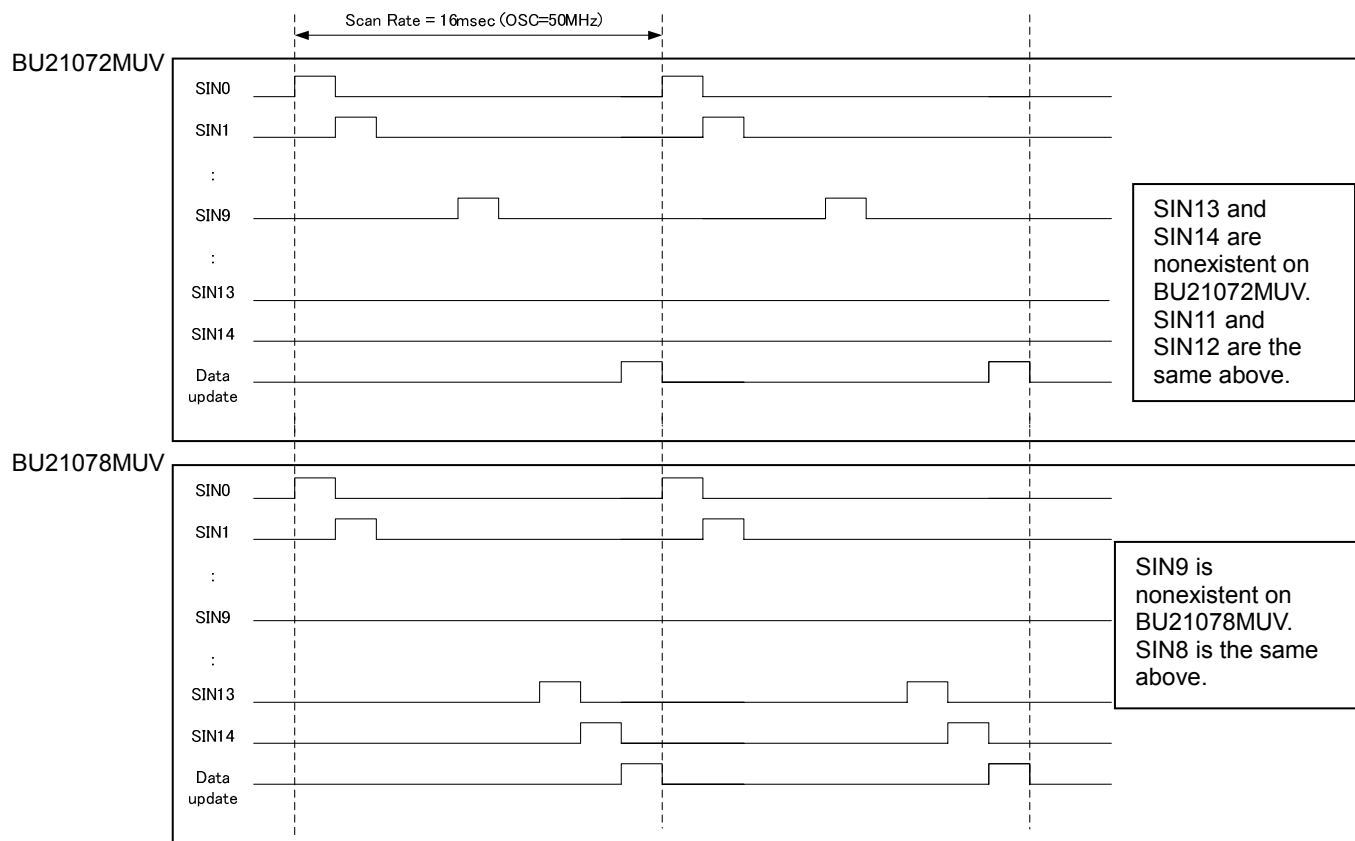 Scan Rate = 16msec (OSC=50MHz)
BU21072MUV
SIN0
SIN1
:
SIN9
:
SIN13
SIN14
Data
update
SIN13 and
SIN14 are
nonexistent on
BU21072MUV.
SIN11 and
SIN12 are the
same above.
BU21078MUV
SIN0
SIN1
:
SIN9
:
SIN13
SIN14
Data
update
SIN9 is
nonexistent on
BU21078MUV.
SIN8 is the same
above.